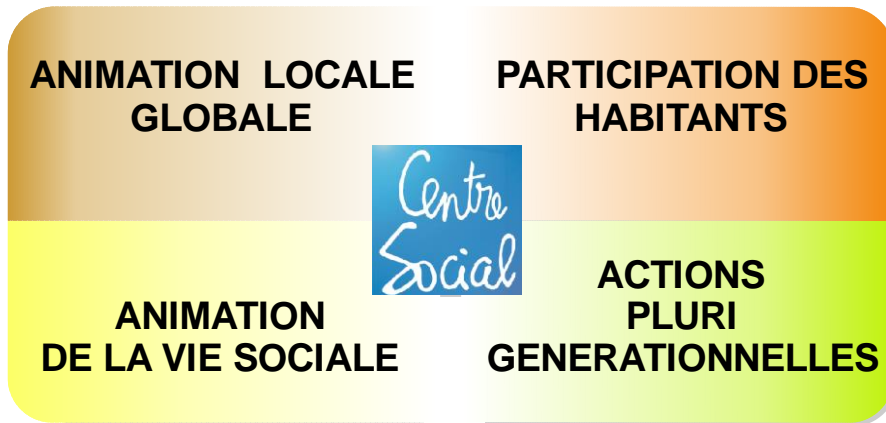 ANIMATION LOCALE
GLOBALE
PARTICIPATION DES
HABITANTS
Centre
Social
ANIMATION
DE LA VIE SOCIALE
ACTIONS
PLURI
GENERATIONNELLES